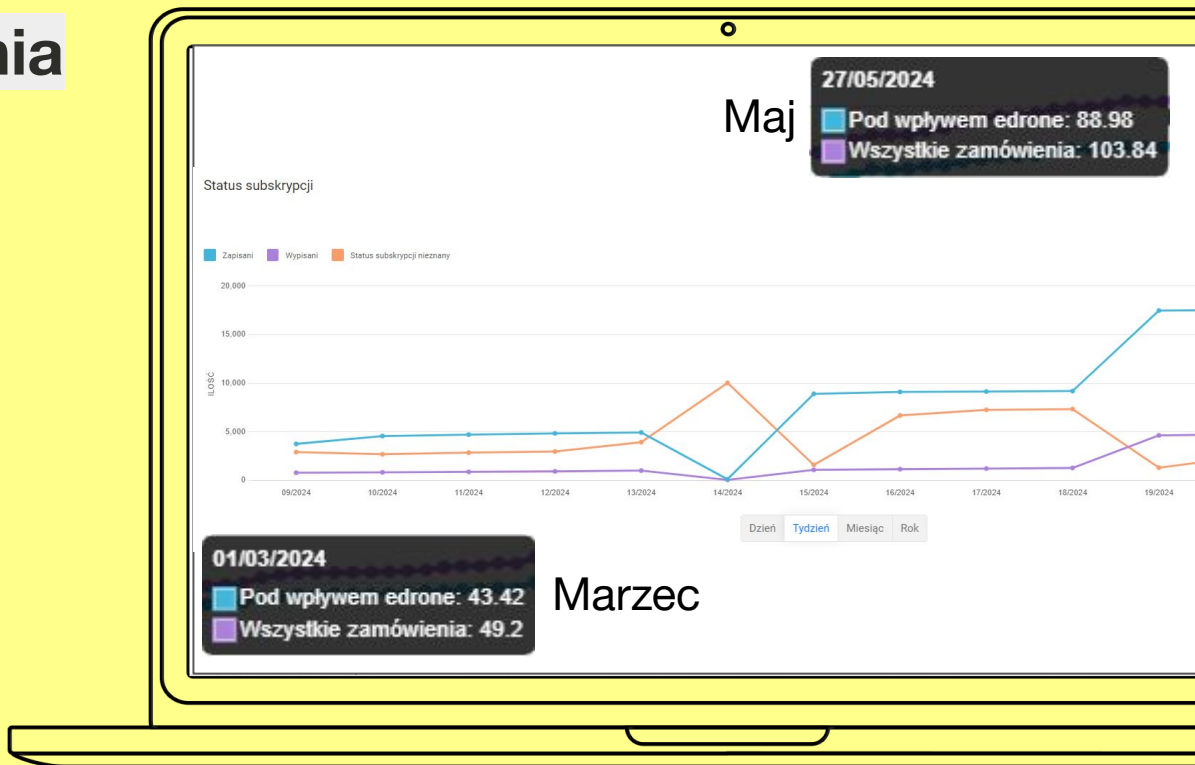 nia
Maj
27/05/2024
Pod wpływem edrone: 88.98
Wszystkie zamówienia: 103.84
Status subskrypcji
Zapisani Wypisani Status subskrypcji nieznany
20,000
15,000
10,000
5,000
0
ILOŚĆ
09/2024 10/2024 11/2024 12/2024 13/2024 14/2024 15/2024 16/2024 17/2024 18/2024 19/2024
Dzień Tydzień Miesiąc Rok
01/03/2024
Pod wpływem edrone: 43.42
Wszystkie zamówienia: 49.2
Marzec